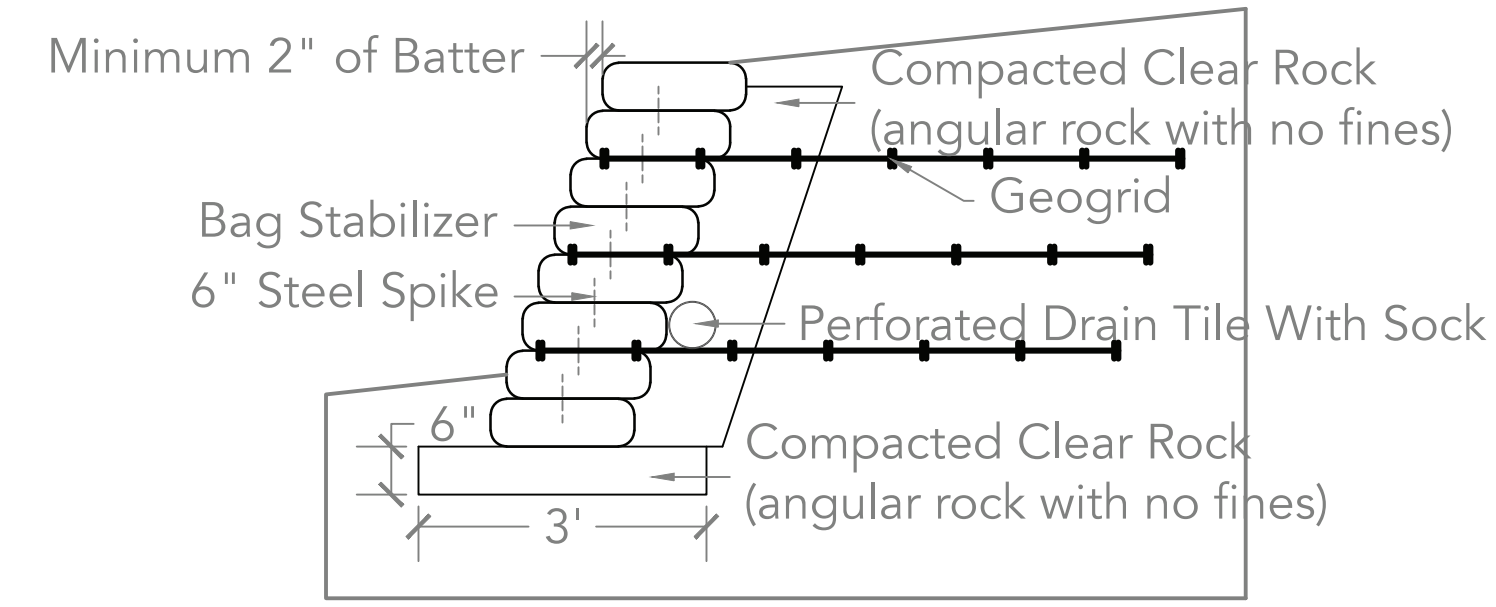 Minimum 2" of Batter
Compacted Clear Rock
(angular rock with no fines)
Geogrid
Bag Stabilizer
6" Steel Spike
Perforated Drain Tile With Sock
6"
Compacted Clear Rock
(angular rock with no fines)
3'